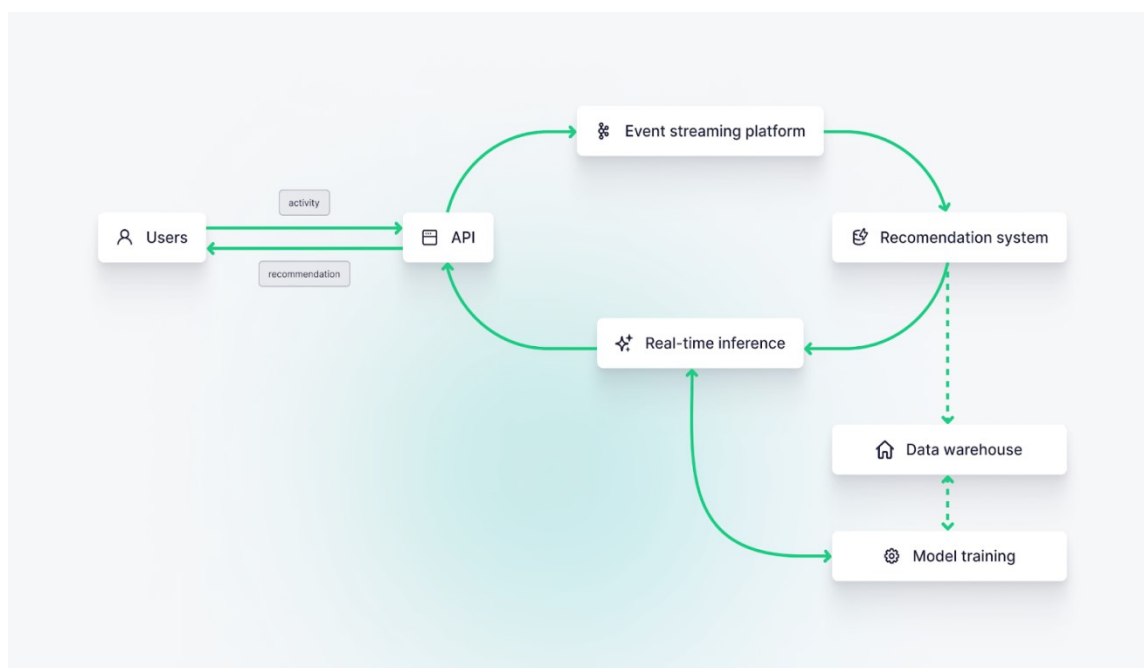 Event streaming platform
activity
Users
API
Recomendation system
recommendation
Real-time inference
Data warehouse
Model training